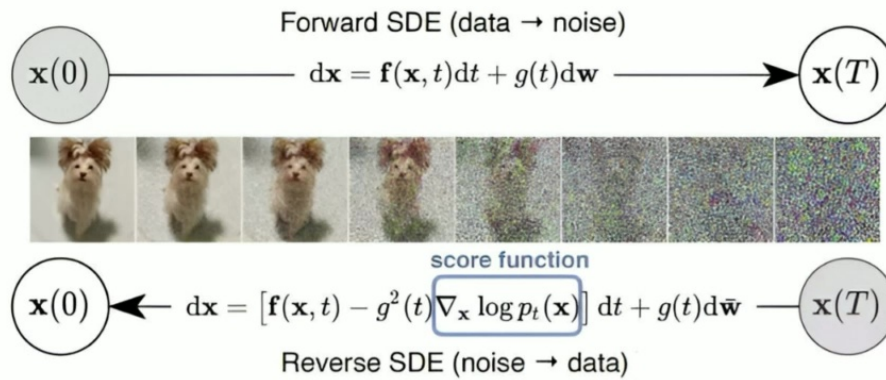 Forward SDE (data → noise)
x(0) dx = f(x, t)dt + g(t)dw x(T)
score function
x(0) dx = [f(x, t) − g²(t)∇ₓ log pₜ(x)] dt + g(t)dw̄ x(T)
Reverse SDE (noise → data)